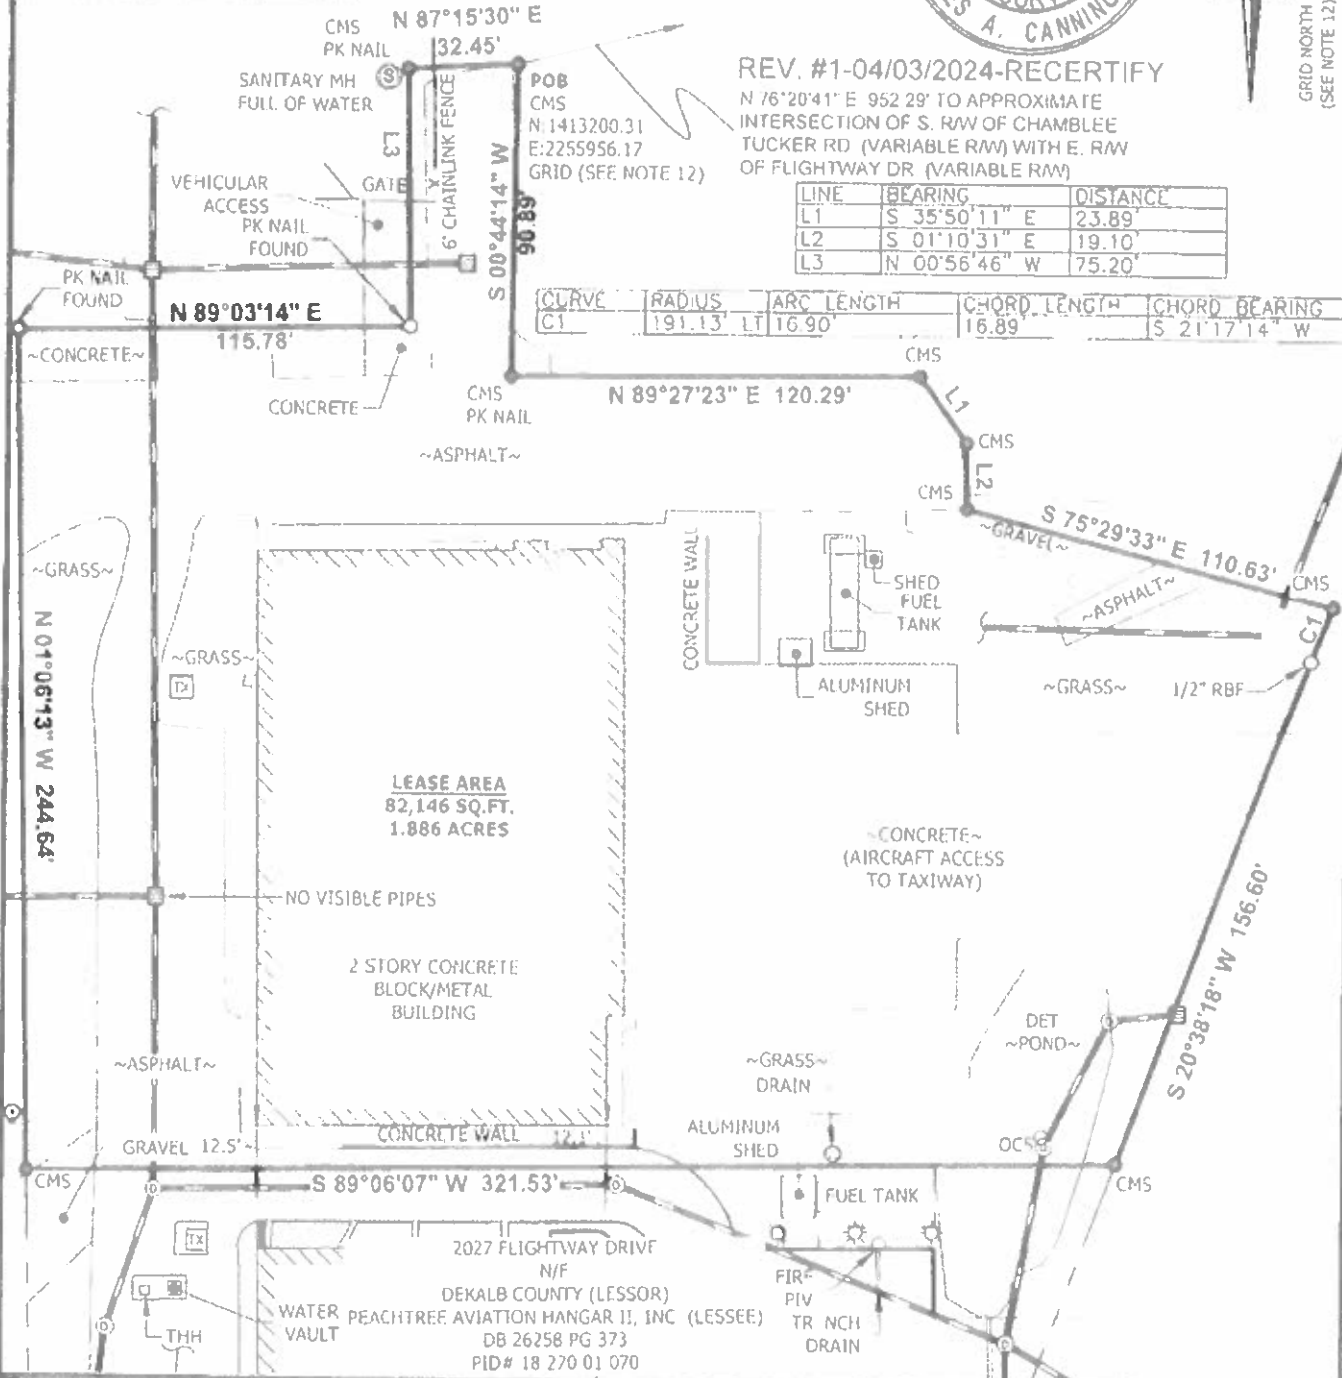 N 87°15'30" E
32.45'
CMS
PK NAIL
SANITARY MH
FULL OF WATER
S
L3
6' CHAINLINK FENCE
X
GATE
VEHICULAR
ACCESS
PK NAIL
FOUND
PK NAIL
FOUND
N 89°03'14" E
115.78'
~CONCRETE~
CONCRETE
POB
CMS
N:1413200.31
E:2255956.17
GRID (SEE NOTE 12)
S 00°44'14" W
90.89'
ES A. CANNING
GRID NORTH
(SEE NOTE 12)
REV. #1-04/03/2024-RECERTIFY
N 76°20'41" E 952.29' TO APPROXIMATE
INTERSECTION OF S. R/W OF CHAMBLEE
TUCKER RD (VARIABLE R/W) WITH E. R/W
OF FLIGHTWAY DR (VARIABLE R/W)
LINE BEARING DISTANCE
L1 S 35°50'11" E 23.89'
L2 S 01°10'31" E 19.10'
L3 N 00°56'46" W 75.20'
CURVE RADIUS ARC LENGTH CHORD LENGTH CHORD BEARING
C1 191.13' LT 16.90' 16.89 S 21°17'14" W
CMS
PK NAIL
N 89°27'23" E 120.29'
CMS
L1
CMS
L2
CMS
~ASPHALT~
S 75°29'33" E 110.63'
~GRAVEL~
~ASPHALT~
CMS
C1
1/2" RBF
~GRASS~
~GRASS~
N 01°06'13" W 244.64'
~GRASS~
TX
CONCRETE WALL
SHED
FUEL
TANK
ALUMINUM
SHED
LEASE AREA
82,146 SQ.FT.
1.886 ACRES
~CONCRETE~
(AIRCRAFT ACCESS
TO TAXIWAY)
NO VISIBLE PIPES
2 STORY CONCRETE
BLOCK/METAL
BUILDING
S 20°38'18" W 156.60'
DET
~POND~
~ASPHALT~
~GRASS~
DRAIN
ALUMINUM
SHED
GRAVEL 12.5'
CONCRETE WALL
OCSS
CMS
CMS
S 89°06'07" W 321.53'
D
D
D
D
D
FUEL TANK
TX
WATER
VAULT
THH
2027 FLIGHTWAY DRIVE
N/F
DEKALB COUNTY (LESSOR)
PEACHTREE AVIATION HANGAR II, INC (LESSEE)
DB 26258 PG 373
PID# 18 270 01 070
PIV
DRAIN